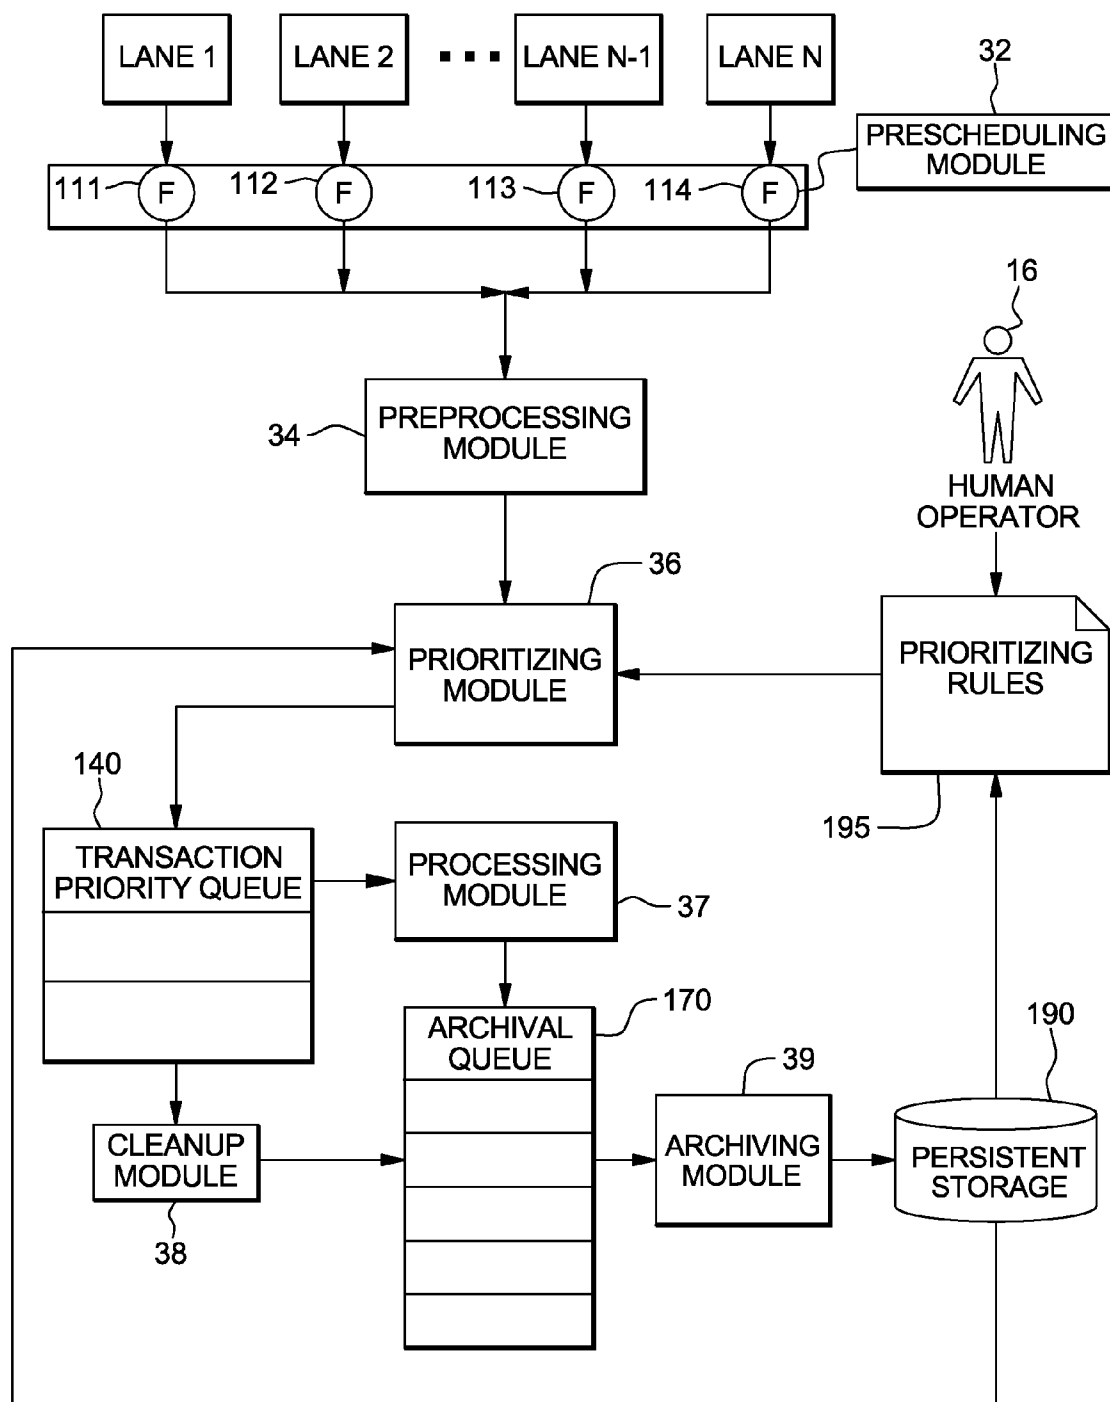 LANE 1
LANE 2
LANE N-1
LANE N
32
PRESCHEDULING
MODULE
111
F
112
F
113
F
114
F
16
34
PREPROCESSING
MODULE
HUMAN
OPERATOR
36
PRIORITIZING
MODULE
PRIORITIZING
RULES
195
140
TRANSACTION
PRIORITY QUEUE
PROCESSING
MODULE
37
170
ARCHIVAL
QUEUE
39
190
CLEANUP
MODULE
38
ARCHIVING
MODULE
PERSISTENT
STORAGE